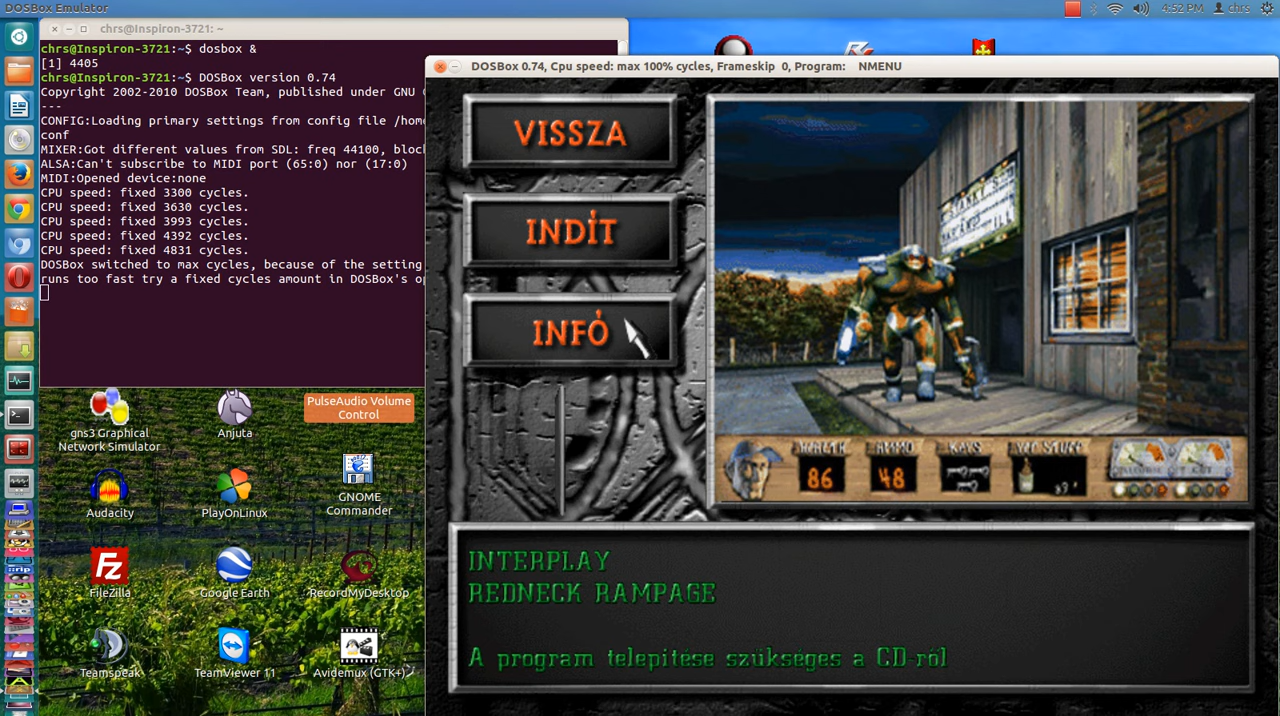 DOSBox Emulator
4:52 PM
chrs
chrs@Inspiron-3721: ~
chrs@Inspiron-3721:~$ dosbox &
[1] 4405
chrs@Inspiron-3721:~$ DOSBox version 0.74
Copyright 2002-2010 DOSBox Team, published under GNU
---
CONFIG:Loading primary settings from config file
conf
MIXER:Got different values from SDL: freq 44100,
ALSA:Can't subscribe to MIDI port (65:0) nor (17:0)
MIDI:Opened device:none
CPU speed: fixed 3300 cycles.
CPU speed: fixed 3630 cycles.
CPU speed: fixed 3993 cycles.
CPU speed: fixed 4392 cycles.
CPU speed: fixed 4831 cycles.
DOSBox switched to max cycles, because of the setting
runs too fast try a fixed cycles amount in DOSBox's
gns3 Graphical
Network Simulator
Anjuta
PulseAudio Volume
Control
Audacity
PlayOnLinux
GNOME
Commander
FileZilla
Google Earth
RecordMyDesktop
Teamspeak
TeamViewer 11
Avidemux (GTK+)
DOSBox 0.74, Cpu speed: max 100% cycles, Frameskip 0, Program: NMENU
VISSZA
INDÍT
INFÓ
HEALTH
AMMO
KEYS
YER STUFF
86
48
INTERPLAY
REDNECK RAMPAGE
A program telepitése szükséges a CD-ről